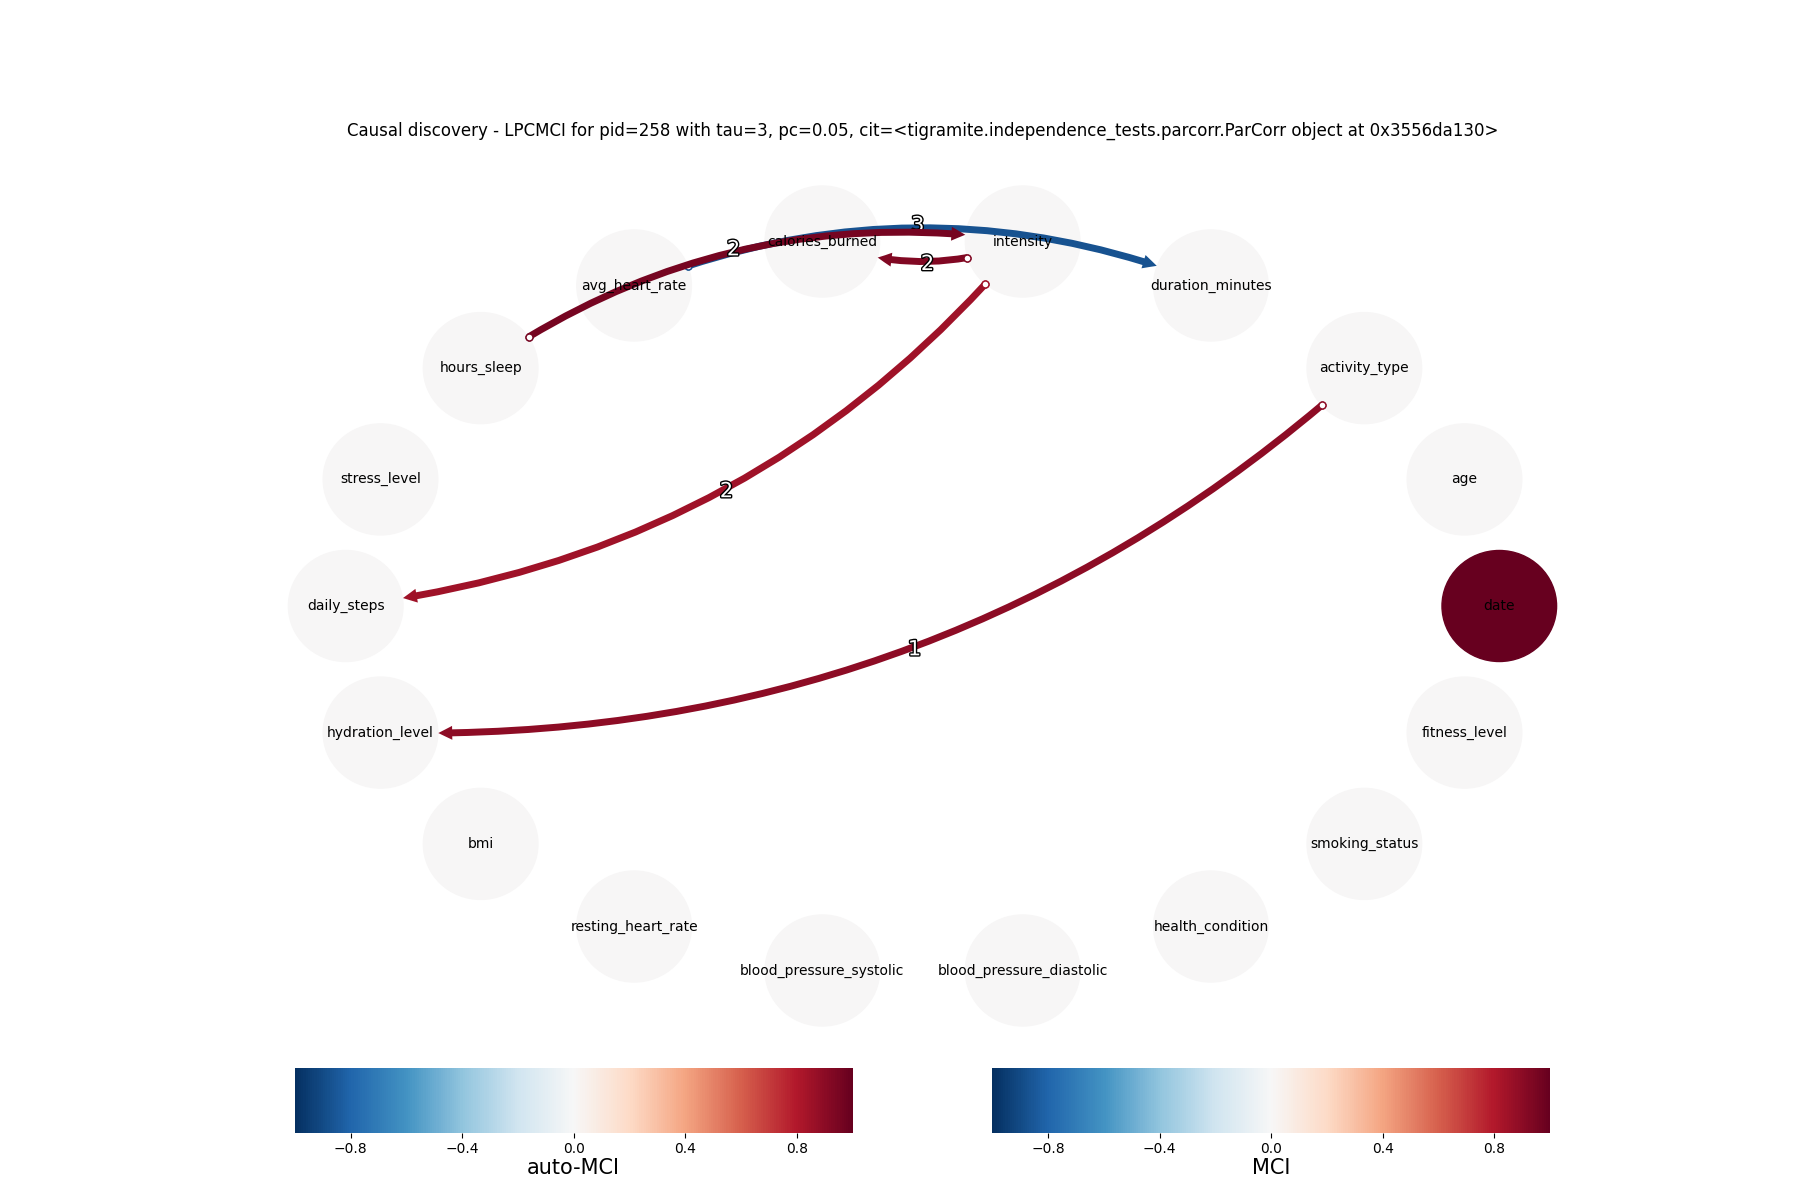 Causal discovery - LPCMCI for pid=258 with tau=3, pc=0.05, cit=<tigramite.independence_tests.parcorr.ParCorr object at 0x3556da130>
3
2
calories_burned
intensity
2
avg_heart_rate
duration_minutes
hours_sleep
activity_type
stress_level
age
2
daily_steps
date
1
hydration_level
fitness_level
bmi
smoking_status
resting_heart_rate
health_condition
blood_pressure_systolic
blood_pressure_diastolic
−0.8 −0.4 0.0 0.4 0.8
auto-MCI
−0.8 −0.4 0.0 0.4 0.8
MCI